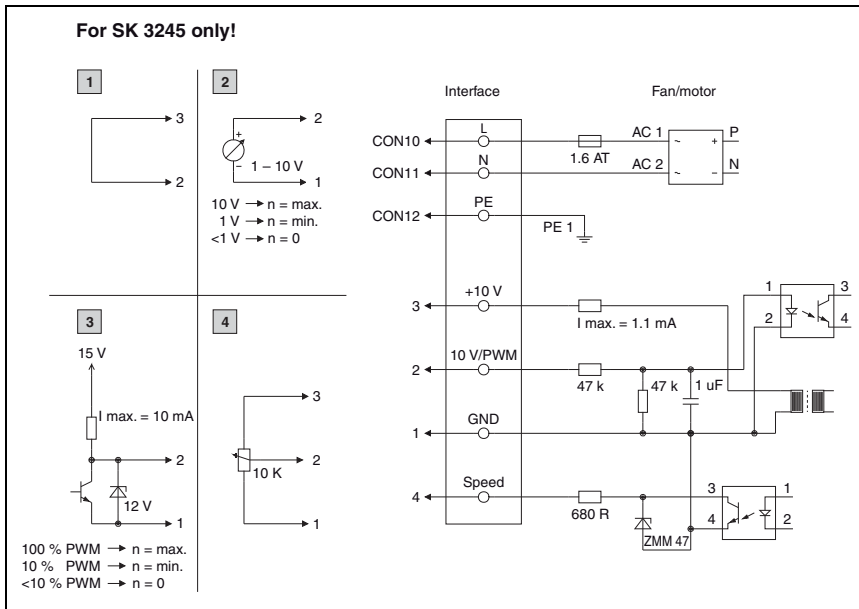 For SK 3245 only!
1
3
2
2
2
+
–
1 – 10 V
1
10 V → n = max.
1 V → n = min.
<1 V → n = 0
3
15 V
I max. = 10 mA
2
12 V
1
100 % PWM → n = max.
10 % PWM → n = min.
<10 % PWM → n = 0
4
3
2
10 K
1
Interface
Fan/motor
CON10
L
1.6 AT
AC 1
~
+
P
CON11
N
AC 2
~
–
N
CON12
PE
PE 1
3
+10 V
I max. = 1.1 mA
1
3
2
4
2
10 V/PWM
47 k
47 k
1 uF
1
GND
4
Speed
680 R
ZMM 47
3
1
4
2